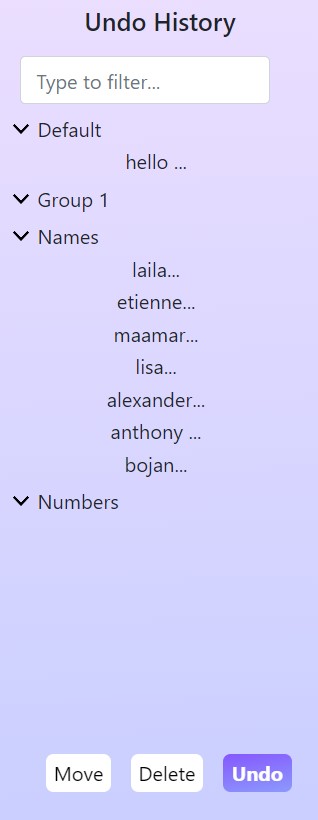 Undo History
Type to filter...
Default
hello ...
Group 1
Names
laila...
etienne...
maamar...
lisa...
alexander...
anthony ...
bojan...
Numbers
Move Delete Undo